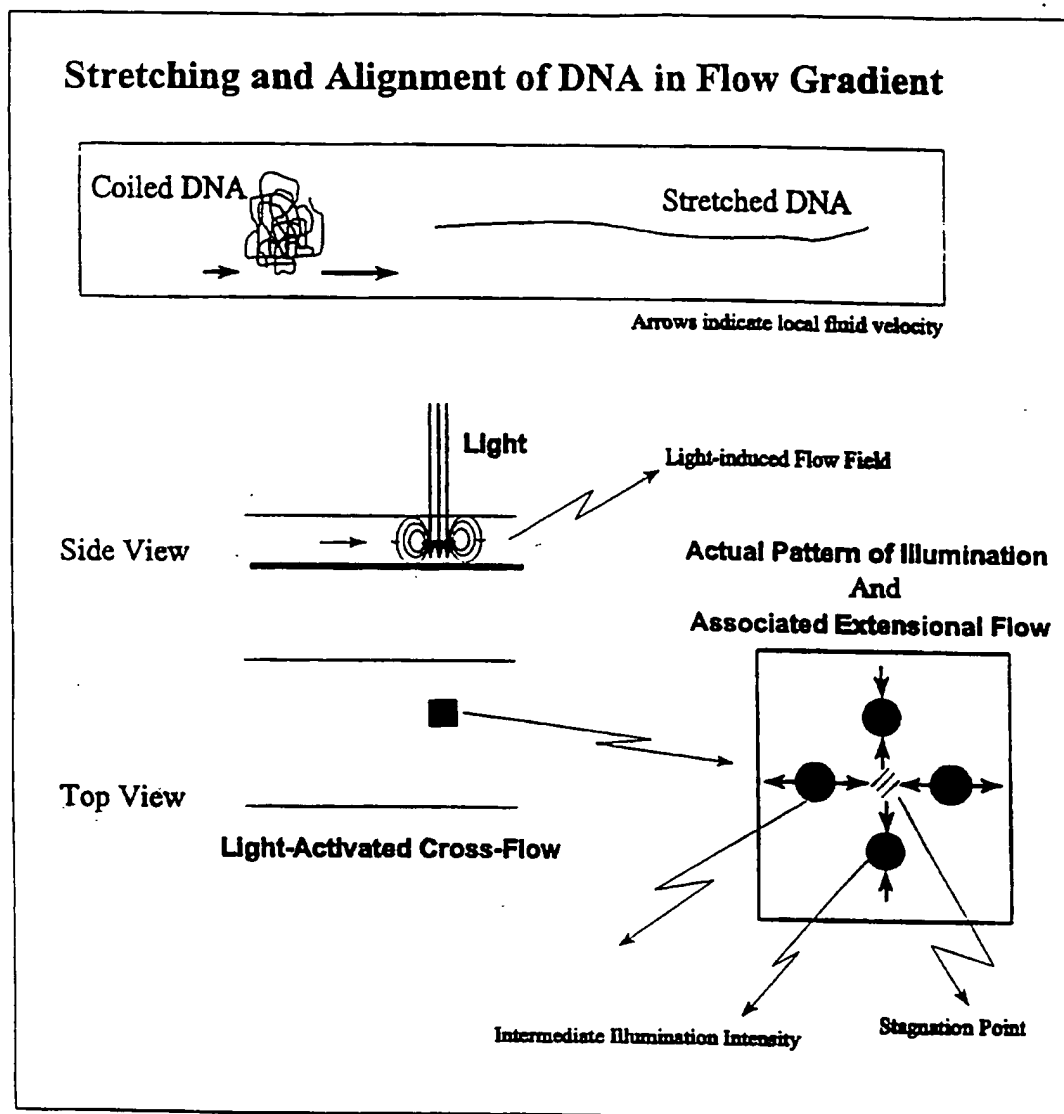 Stretching and Alignment of DNA in Flow Gradient
Coiled DNA
Stretched DNA
Arrows indicate local fluid velocity
Light
Light-induced Flow Field
Side View
Actual Pattern of Illumination
And
Associated Extensional Flow
Top View
Light-Activated Cross-Flow
Intermediate Illumination Intensity
Stagnation Point